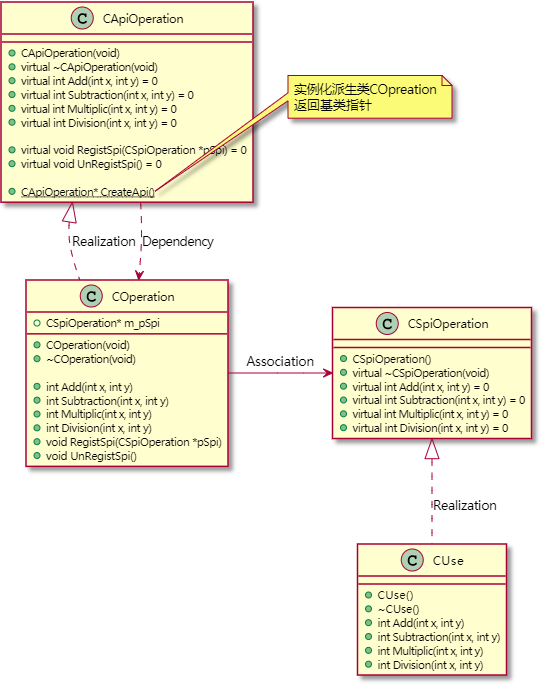 C CApiOperation
CApiOperation(void)
virtual ~CApiOperation(void)
virtual int Add(int x, int y) = 0
virtual int Subtraction(int x, int y) = 0
virtual int Multiplic(int x, int y) = 0
virtual int Division(int x, int y) = 0
virtual void RegistSpi(CSpiOperation *pSpi) = 0
virtual void UnRegistSpi() = 0
CApiOperation* CreateApi()
实例化派生类COpreation
返回基类指针
Realization
Dependency
C COperation
CSpiOperation* m_pSpi
COperation(void)
~COperation(void)
int Add(int x, int y)
int Subtraction(int x, int y)
int Multiplic(int x, int y)
int Division(int x, int y)
void RegistSpi(CSpiOperation *pSpi)
void UnRegistSpi()
Association
C CSpiOperation
CSpiOperation()
virtual ~CSpiOperation(void)
virtual int Add(int x, int y) = 0
virtual int Subtraction(int x, int y) = 0
virtual int Multiplic(int x, int y) = 0
virtual int Division(int x, int y) = 0
Realization
C CUse
CUse()
~CUse()
int Add(int x, int y)
int Subtraction(int x, int y)
int Multiplic(int x, int y)
int Division(int x, int y)